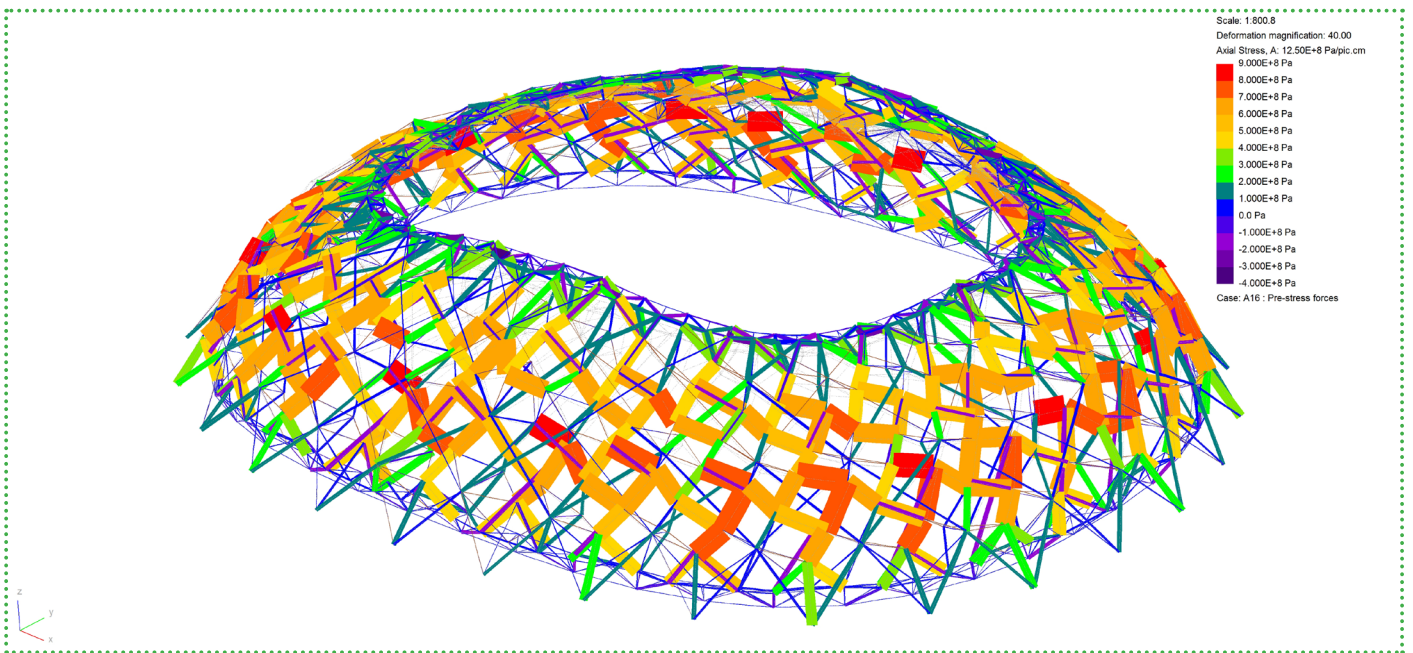 Scale: 1:800.8
Deformation magnification: 40.00
Axial Stress, A: 12.50E+8 Pa/pic.cm
9.000E+8 Pa
8.000E+8 Pa
7.000E+8 Pa
6.000E+8 Pa
5.000E+8 Pa
4.000E+8 Pa
3.000E+8 Pa
2.000E+8 Pa
1.000E+8 Pa
0.0 Pa
-1.000E+8 Pa
-2.000E+8 Pa
-3.000E+8 Pa
-4.000E+8 Pa
Case: A16 : Pre-stress forces
z
y
x